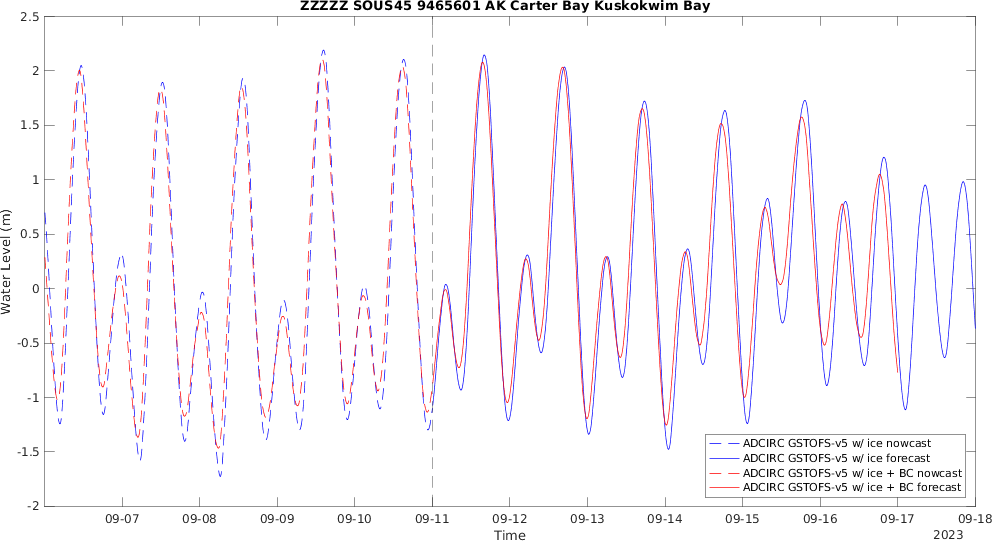 ZZZZZ SOUS45 9465601 AK Carter Bay Kuskokwim Bay
Water Level (m)
2.5
2
1.5
1
0.5
0
-0.5
-1
-1.5
-2
ADCIRC GSTOFS-v5 w/ ice nowcast
ADCIRC GSTOFS-v5 w/ ice forecast
ADCIRC GSTOFS-v5 w/ ice + BC nowcast
ADCIRC GSTOFS-v5 w/ ice + BC forecast
09-07 09-08 09-09 09-10 09-11 09-12 09-13 09-14 09-15 09-16 09-17 09-18
Time
2023